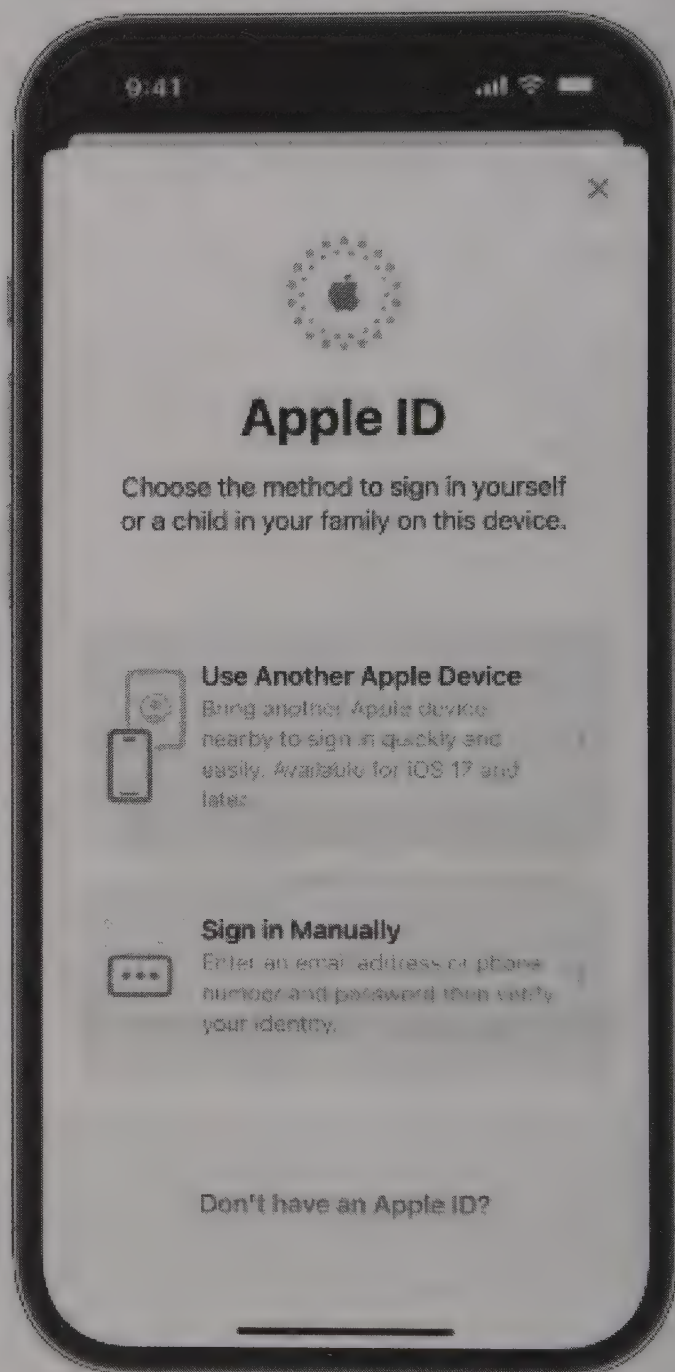 9:41
Apple ID
Choose the method to sign in yourself
or a child in your family on this device.
Use Another Apple Device
Bring another Apple device
nearby to sign in quickly and
easily. Available for iOS 17 and
later.
Sign in Manually
Enter an email address or phone
number and password then verify
your identity.
Don't have an Apple ID?